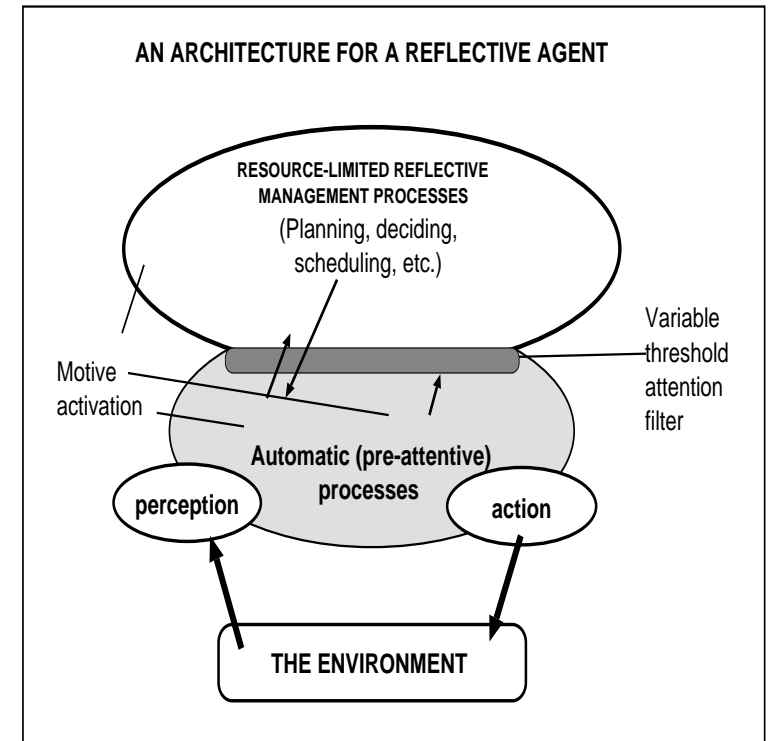 AN ARCHITECTURE FOR A REFLECTIVE AGENT
RESOURCE-LIMITED REFLECTIVE
MANAGEMENT PROCESSES
(Planning, deciding,
scheduling, etc.)
Variable
threshold
attention
filter
Motive
activation
Automatic (pre-attentive)
processes
perception
action
THE ENVIRONMENT